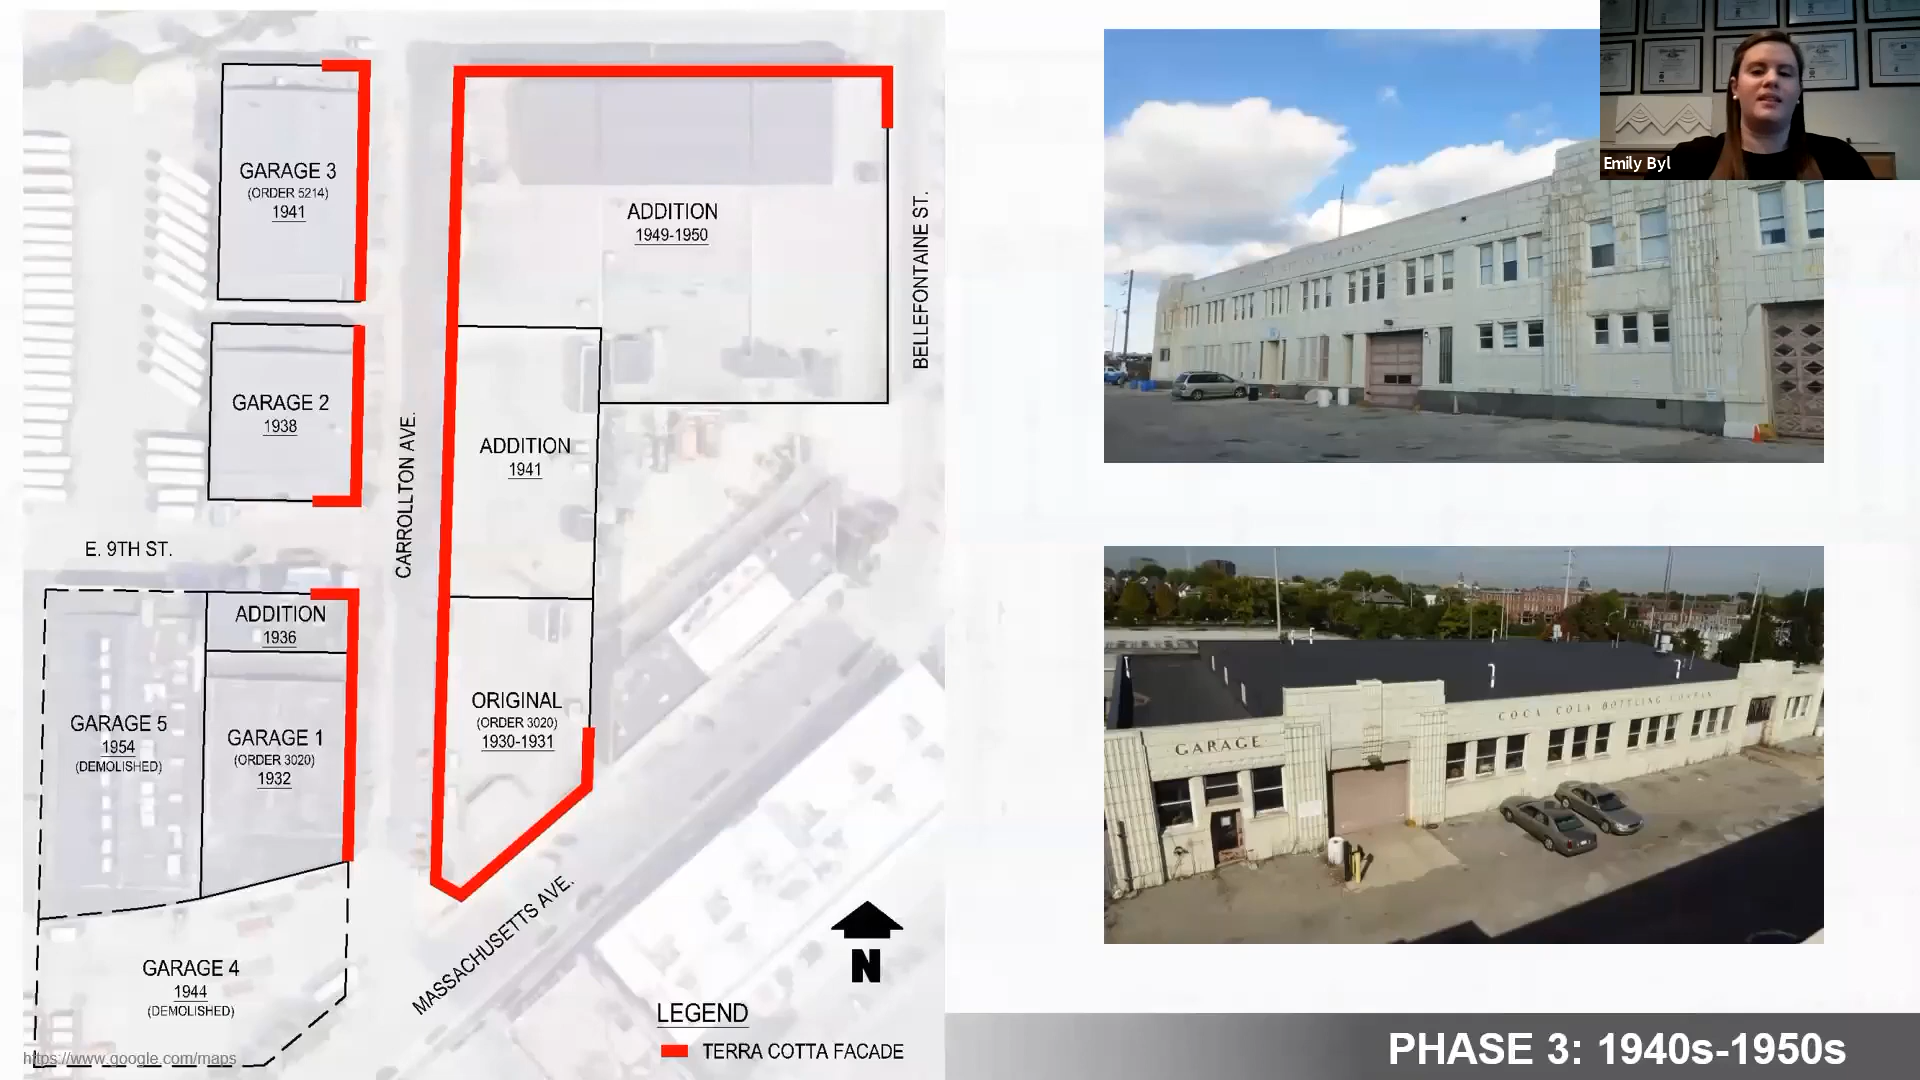 GARAGE 3
(ORDER 5214)
1941
GARAGE 2
1938
E. 9TH ST.
ADDITION
1936
GARAGE 5
1954
(DEMOLISHED)
GARAGE 1
(ORDER 3020)
1932
GARAGE 4
1944
(DEMOLISHED)
https://www.google.com/maps
CARROLLTON AVE.
ADDITION
1949-1950
BELLEFONTAINE ST.
ADDITION
1941
ORIGINAL
(ORDER 3020)
1930-1931
MASSACHUSETTS AVE.
N
LEGEND
TERRA COTTA FACADE
Emily Byl
GARAGE
COCA COLA BOTTLING COMPANY
PHASE 3: 1940s-1950s